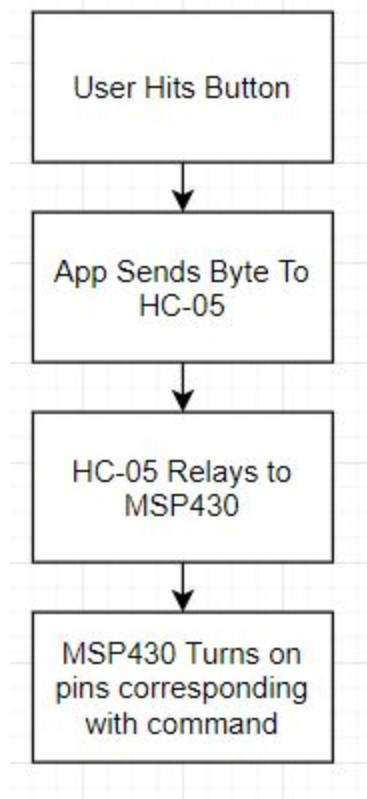 User Hits Button
App Sends Byte To
HC-05
HC-05 Relays to
MSP430
MSP430 Turns on
pins corresponding
with command